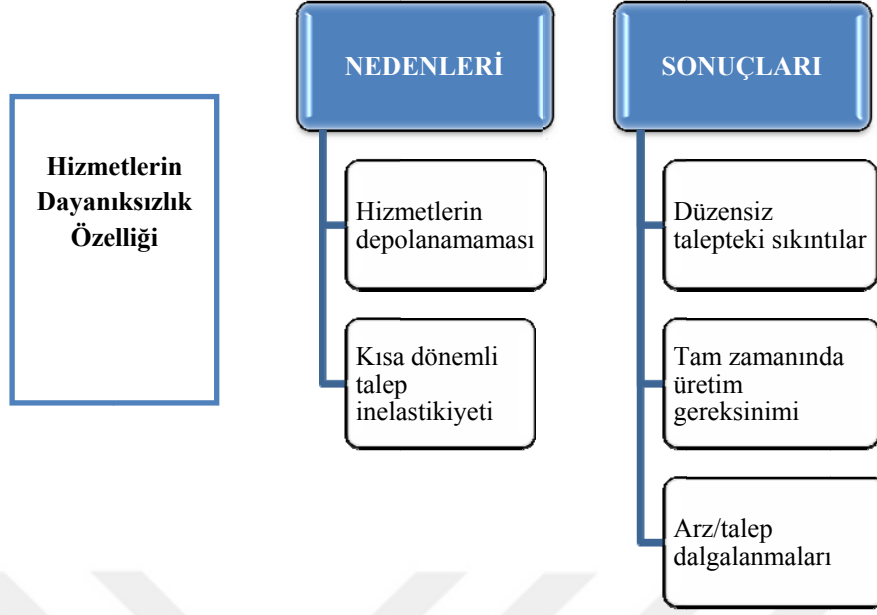 Hizmetlerin
Dayanıksızlık
Özelliği
NEDENLERİ
Hizmetlerin
depolanamaması
Kısa dönemli
talep
inelastikiyeti
SONUÇLARI
Düzensiz
talepteki sıkıntılar
Tam zamanında
üretim
gereksinimi
Arz/talep
dalgalanmaları